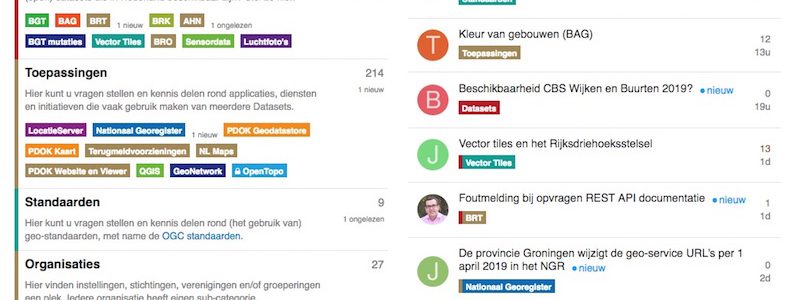 BGT BAG BRT 1 nieuw BRK AHN 1 ongelezen
BGT mutaties Vector Tiles BRO Sensordata Luchtfoto's
Toepassingen 214
Hier kunt u vragen stellen en kennis delen rond applicaties, diensten 1 nieuw
en initiatieven die vaak gebruik maken van meerdere Datasets.
LocatieServer Nationaal Georegister 1 nieuw PDOK Geodatastore
PDOK Kaart Terugmeldvoorzieningen NL Maps
PDOK Website en Viewer QGIS GeoNetwork OpenTopo
Standaarden 9
Hier kunt u vragen stellen en kennis delen rond (het gebruik van) 1 ongelezen
geo-standaarden, met name de OGC standaarden.
Organisaties 27
Hier vinden instellingen, stichtingen, verenigingen en/of groeperingen
een plek. Iedere organisatie heeft eigen sub-categorie
Standaarden
T Kleur van gebouwen (BAG) 12
Toepassingen 13u
B Beschikbaarheid CBS Wijken en Buurten 2019? nieuw 0
Datasets 19u
J Vector tiles en het Rijksdriehoeksstelsel 13
Vector Tiles 1d
Foutmelding bij opvragen REST API documentatie nieuw 1
BRT 1d
J De provincie Groningen wijzigt de geo-service URL's per 1 0
april 2019 in het NGR nieuw 2d
Nationaal Georegister